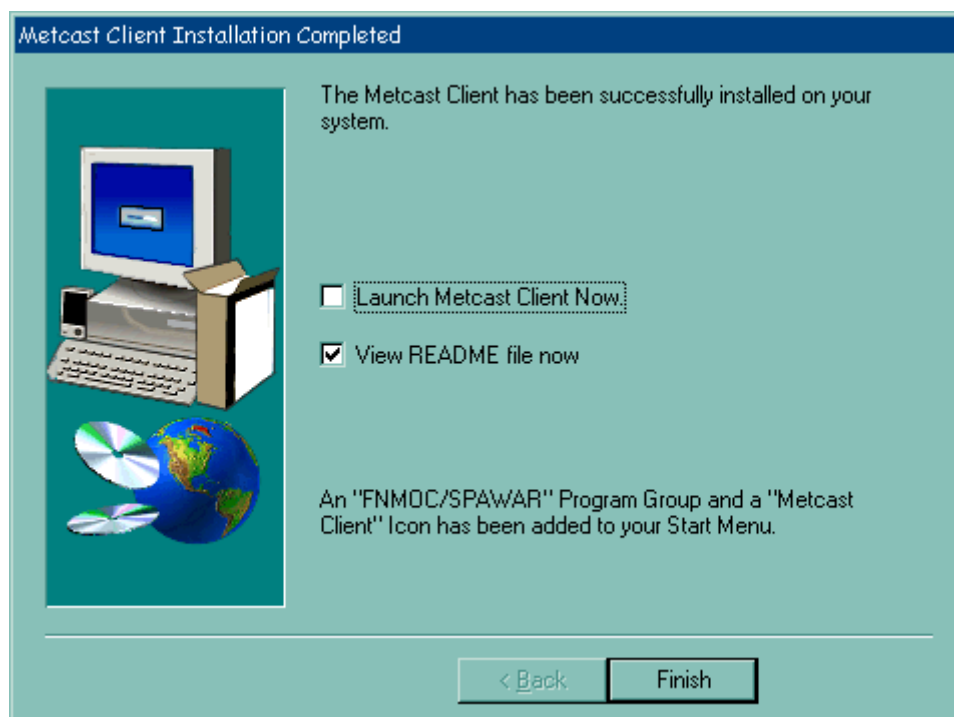 Metcast Client Installation Completed
The Metcast Client has been successfully installed on your
system.
Launch Metcast Client Now.
View README file now
An "FNMOC/SPAWAR" Program Group and a "Metcast
Client" Icon has been added to your Start Menu.
< Back
Finish